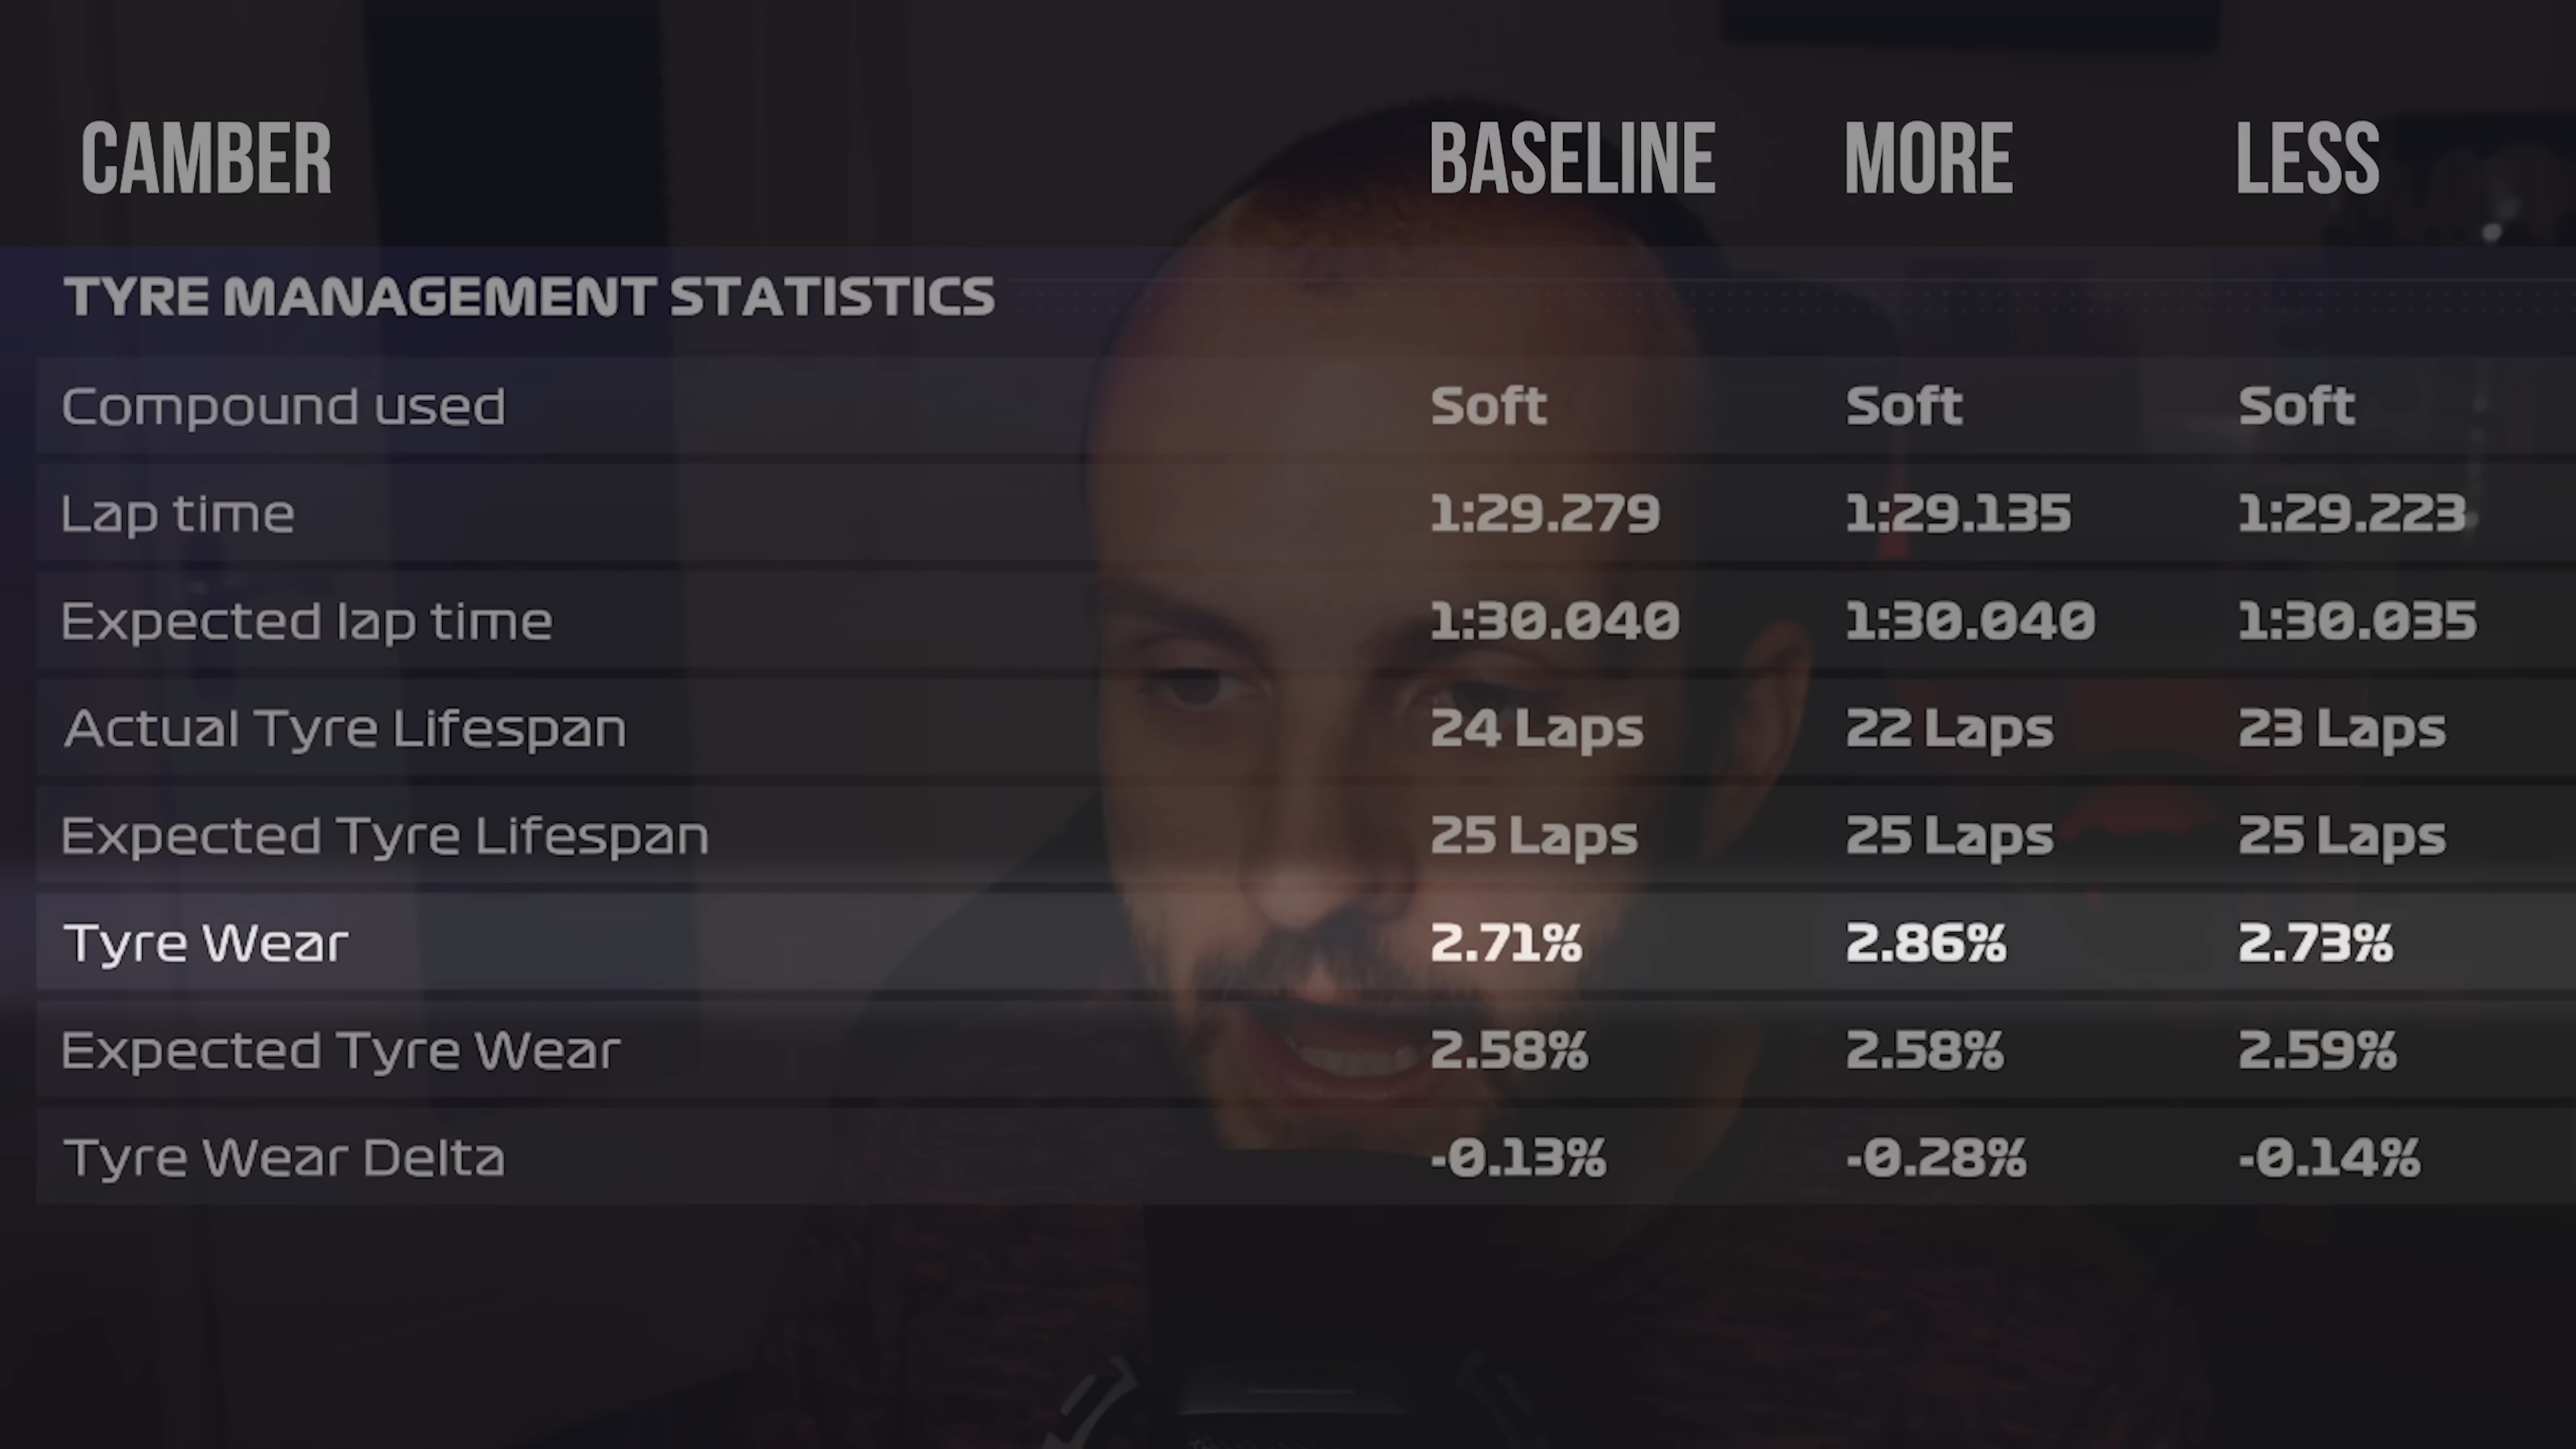 CAMBER BASELINE MORE LESS
TYRE MANAGEMENT STATISTICS
Compound used Soft Soft Soft
Lap time 1:29.279 1:29.135 1:29.223
Expected lap time 1:30.040 1:30.040 1:30.035
Actual Tyre Lifespan 24 Laps 22 Laps 23 Laps
Expected Tyre Lifespan 25 Laps 25 Laps 25 Laps
Tyre Wear 2.71% 2.86% 2.73%
Expected Tyre Wear 2.58% 2.58% 2.59%
Tyre Wear Delta -0.13% -0.28% -0.14%